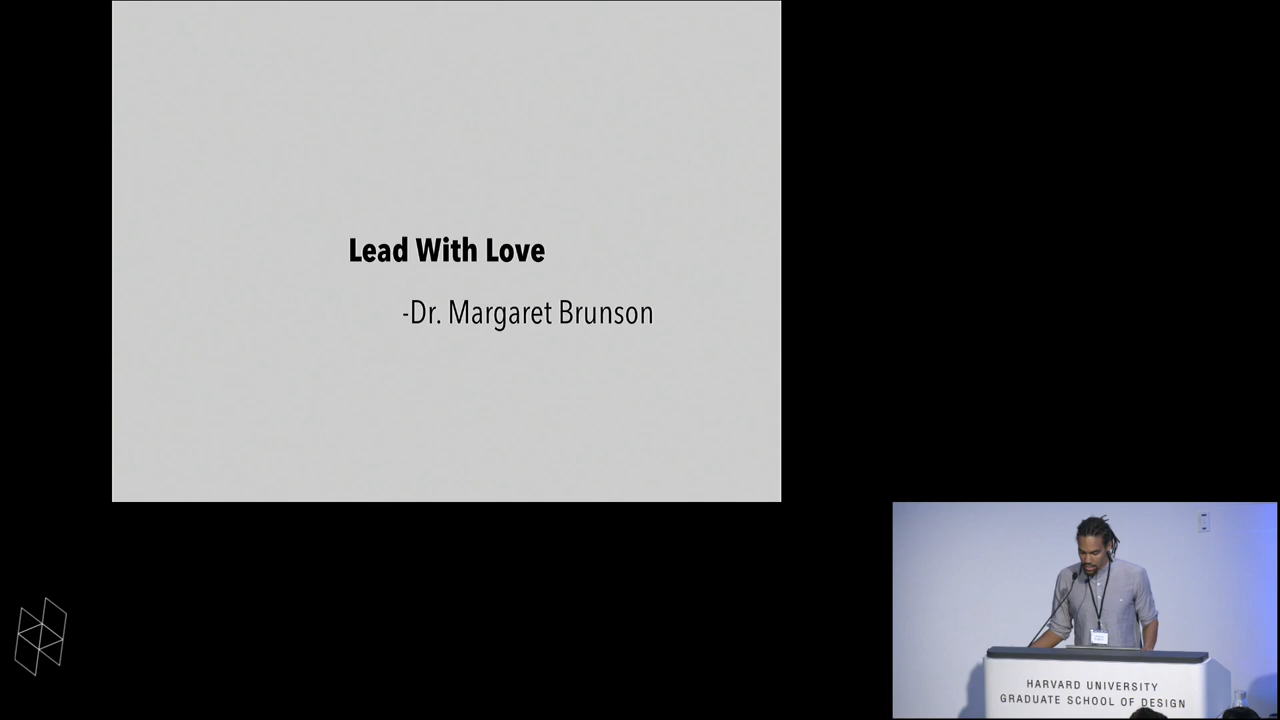 Lead With Love
-Dr. Margaret Brunson
HARVARD UNIVERSITY
GRADUATE SCHOOL OF DESIGN